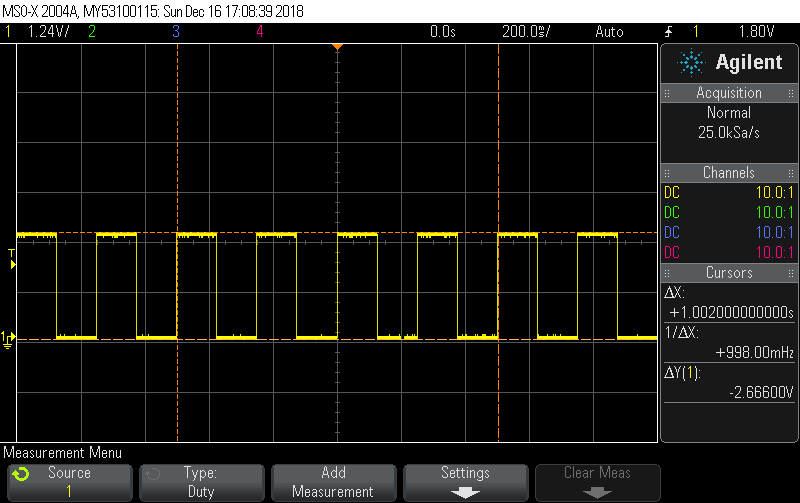 MSO-X 2004A, MY53100115: Sun Dec 16 17:08:39 2018
1 1.24V/ 2 3 4 0.0s 200.0ms/ Auto 1 1.80V
Agilent
Acquisition
Normal
25.0kSa/s
Channels
DC 10.0:1
DC 10.0:1
DC 10.0:1
DC 10.0:1
Cursors
ΔX:
+1.002000000000s
1/ΔX:
+998.00mHz
ΔY(1):
-2.66600V
T
1
Measurement Menu
Source
1
Type:
Duty
Add
Measurement
Settings
Clear Meas